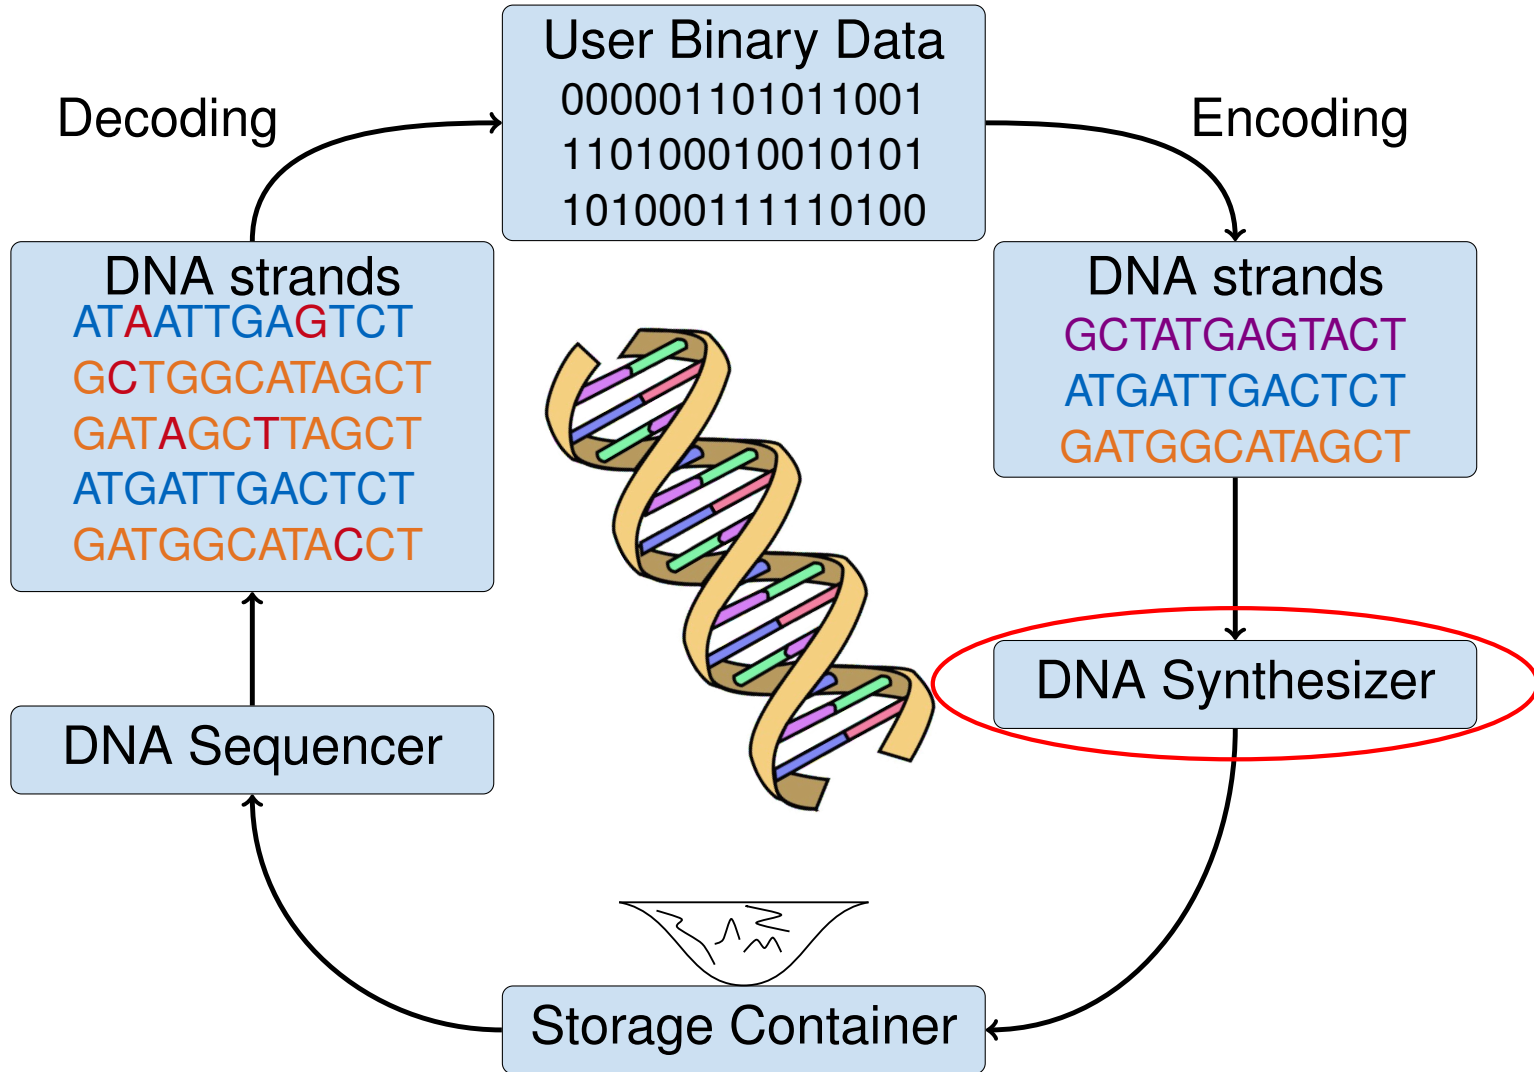 User Binary Data
000001101011001
110100010010101
101000111110100
Decoding
Encoding
DNA strands
ATAATTGAGTCT
GCTGGCATAGCT
GATAGCTTAGCT
ATGATTGACTCT
GATGGCATACCT
DNA strands
GCTATGAGTACT
ATGATTGACTCT
GATGGCATAGCT
DNA Synthesizer
DNA Sequencer
Storage Container